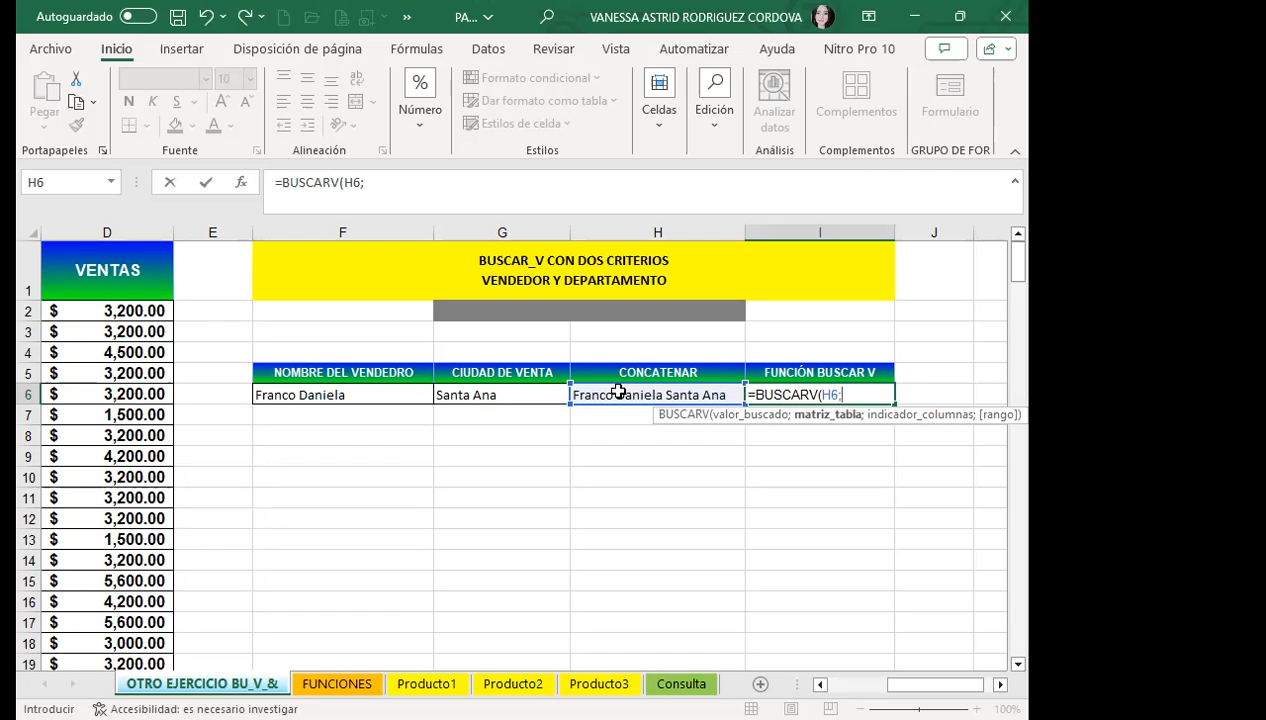 Autoguardado
PA...
VANESSA ASTRID RODRIGUEZ CORDOVA
Archivo Inicio Insertar Disposición de página Fórmulas Datos Revisar Vista Automatizar Ayuda Nitro Pro 10
Pegar
Portapapeles
10
N K S A A
A
Fuente
ab
Alineación
%
Número
Formato condicional
Dar formato como tabla
Estilos de celda
Estilos
Celdas
Edición
Analizar
datos
Análisis
Complementos
Complementos
Formulario
GRUPO DE FOR
H6 fx =BUSCARV(H6;
D E F G H I J
1 VENTAS BUSCAR_V CON DOS CRITERIOS
VENDEDOR Y DEPARTAMENTO
2 $ 3,200.00
3 $ 3,200.00
4 $ 4,500.00
5 $ 3,200.00 NOMBRE DEL VENDEDRO CIUDAD DE VENTA CONCATENAR FUNCIÓN BUSCAR V
6 $ 3,200.00 Franco Daniela Santa Ana Franco Daniela Santa Ana =BUSCARV(H6;
BUSCARV(valor_buscado; matriz_tabla; indicador_columnas; [rango])
7 $ 1,500.00
8 $ 3,200.00
9 $ 4,200.00
10 $ 3,200.00
11 $ 3,200.00
12 $ 3,200.00
13 $ 1,500.00
14 $ 3,200.00
15 $ 5,600.00
16 $ 4,200.00
17 $ 5,600.00
18 $ 3,000.00
19 $ 3,200.00
OTRO EJERCICIO BU_V_& FUNCIONES Producto1 Producto2 Producto3 Consulta
Introducir Accesibilidad: es necesario investigar 100%